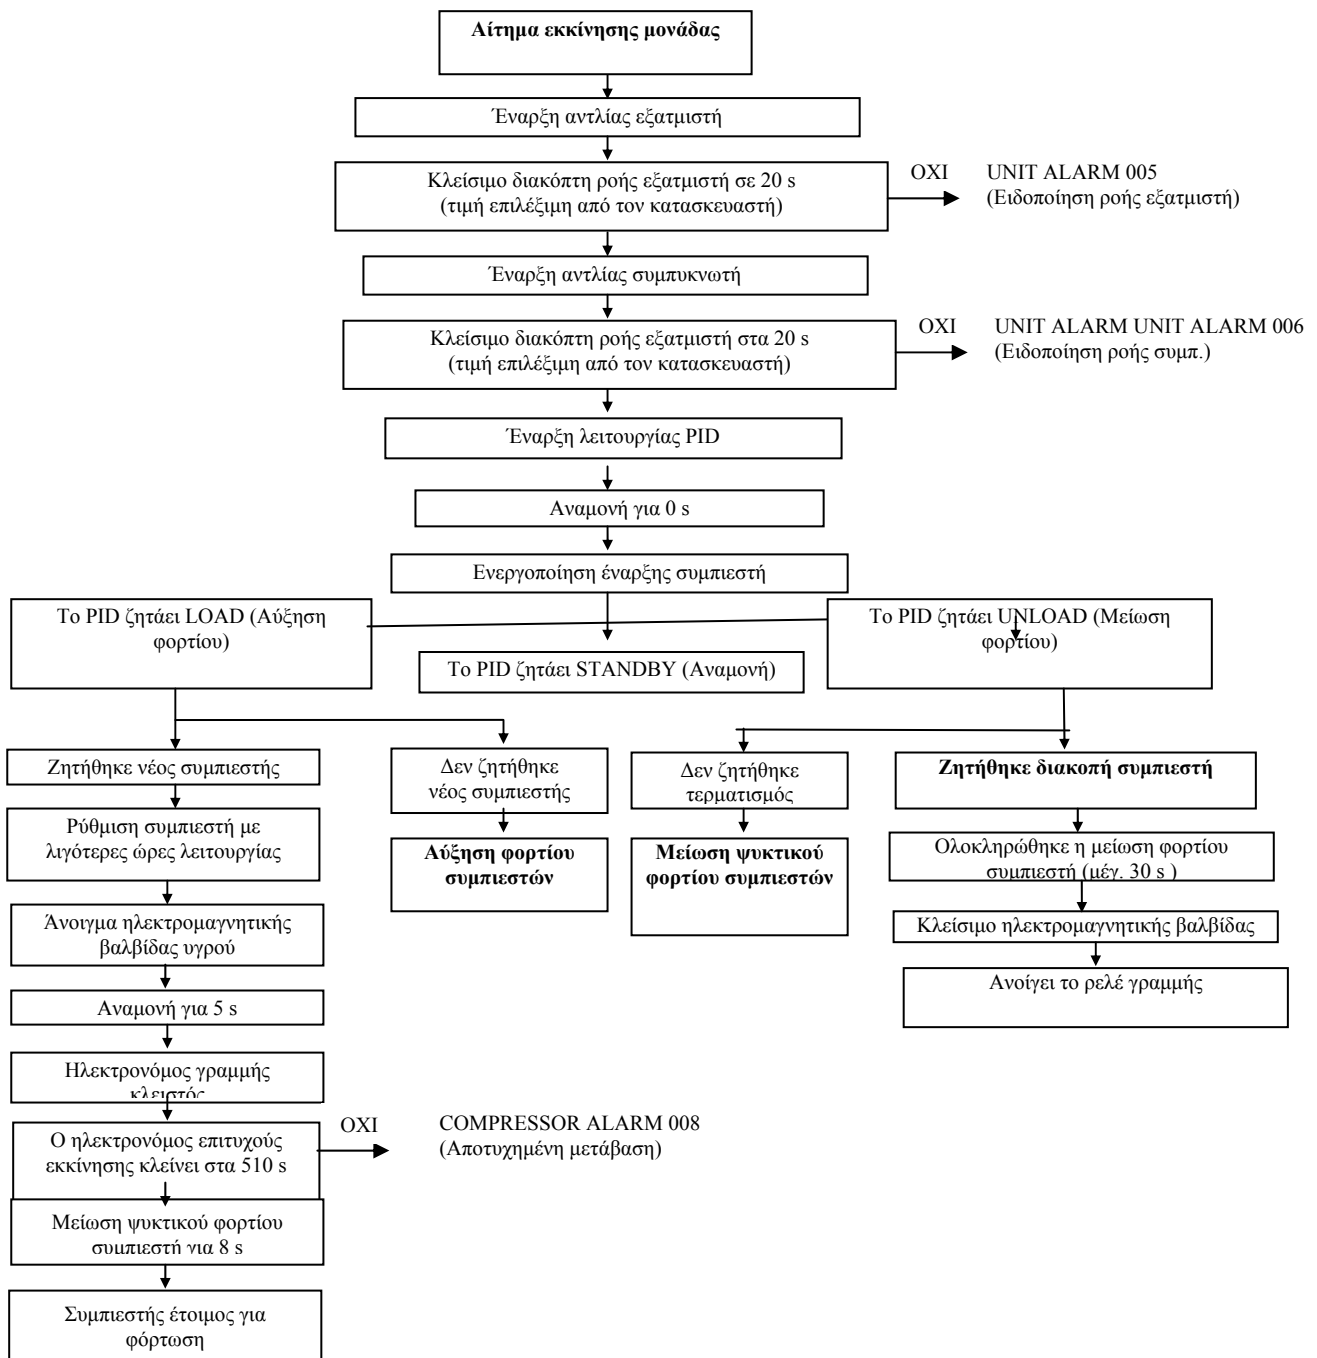 Αίτημα εκκίνησης μονάδας
Έναρξη αντλίας εξατμιστή
Κλείσιμο διακόπτη ροής εξατμιστή σε 20 s
(τιμή επιλέξιμη από τον κατασκευαστή)
ΟΧΙ
UNIT ALARM 005
(Ειδοποίηση ροής εξατμιστή)
Έναρξη αντλίας συμπυκνωτή
Κλείσιμο διακόπτη ροής εξατμιστή στα 20 s
(τιμή επιλέξιμη από τον κατασκευαστή)
ΟΧΙ
UNIT ALARM UNIT ALARM 006
(Ειδοποίηση ροής συμπ.)
Έναρξη λειτουργίας PID
Αναμονή για 0 s
Ενεργοποίηση έναρξης συμπιεστή
Το PID ζητάει LOAD (Αύξηση
φορτίου)
Το PID ζητάει STANDBY (Αναμονή)
Το PID ζητάει UNLOAD (Μείωση
φορτίου)
Ζητήθηκε νέος συμπιεστής
Δεν ζητήθηκε
νέος συμπιεστής
Δεν ζητήθηκε
τερματισμός
Ζητήθηκε διακοπή συμπιεστή
Ρύθμιση συμπιεστή με
λιγότερες ώρες λειτουργίας
Αύξηση φορτίου
συμπιεστών
Μείωση ψυκτικού
φορτίου συμπιεστών
Ολοκληρώθηκε η μείωση φορτίου
συμπιεστή (μέγ. 30 s )
Άνοιγμα ηλεκτρομαγνητικής
βαλβίδας υγρού
Κλείσιμο ηλεκτρομαγνητικής βαλβίδας
Ανοίγει το ρελέ γραμμής
Αναμονή για 5 s
Ηλεκτρονόμος γραμμής
κλειστός
Ο ηλεκτρονόμος επιτυχούς
εκκίνησης κλείνει στα 510 s
ΟΧΙ
COMPRESSOR ALARM 008
(Αποτυχημένη μετάβαση)
Μείωση ψυκτικού φορτίου
συμπιεστή για 8 s
Συμπιεστής έτοιμος για
φόρτωση